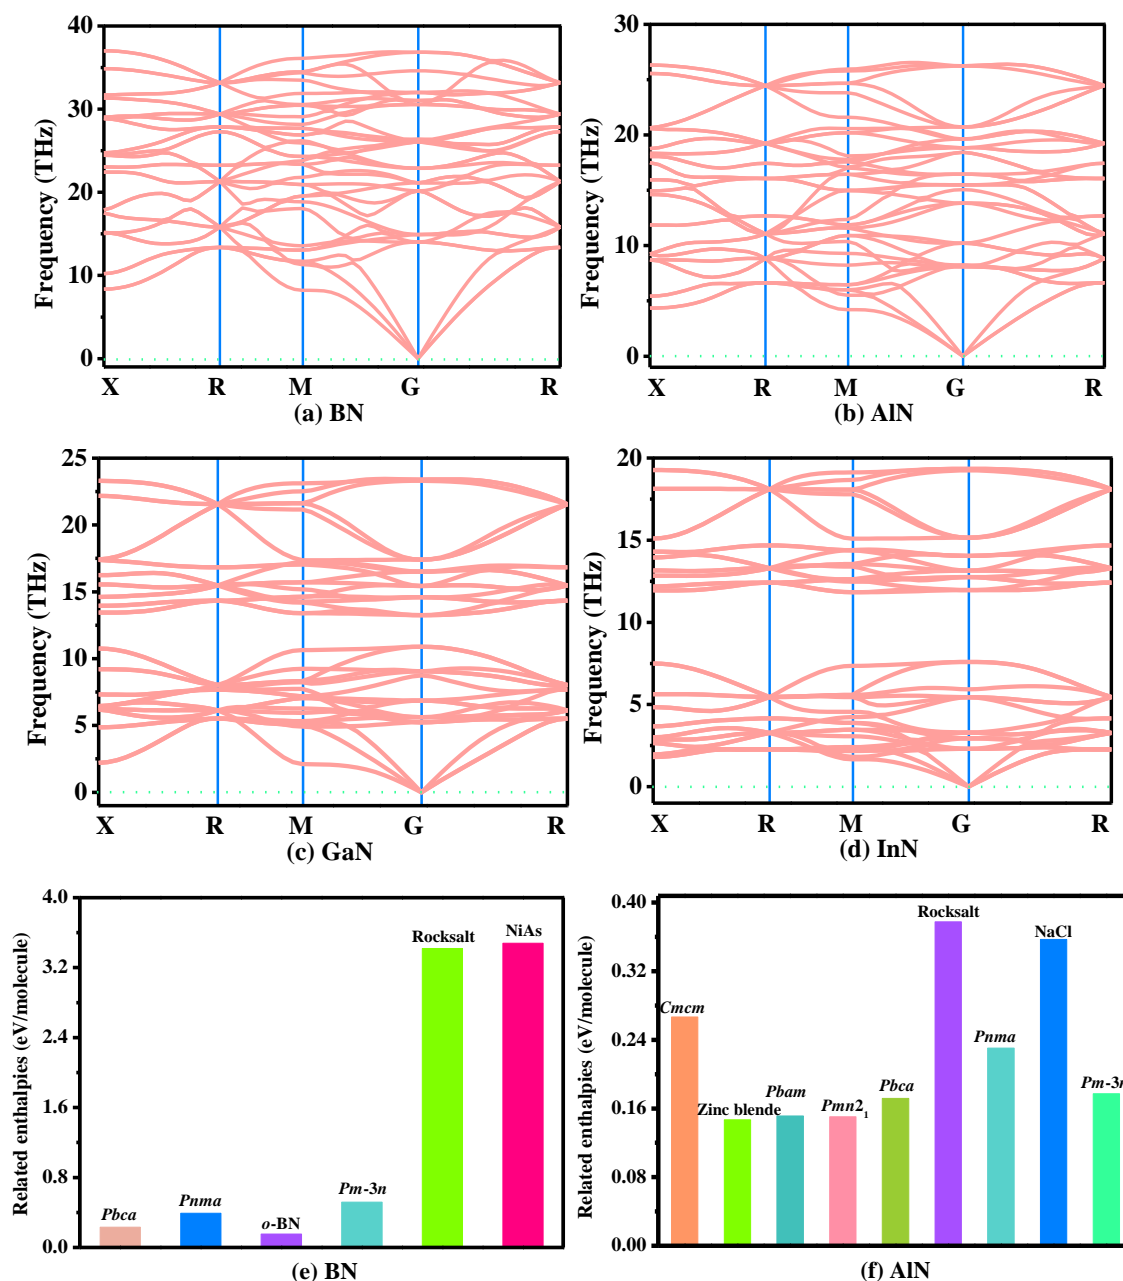 40
30
20
10
0
Frequency (THz)
X R M G R
(a) BN
30
20
10
0
Frequency (THz)
X R M G R
(b) AlN
25
20
15
10
5
0
Frequency (THz)
X R M G R
(c) GaN
20
15
10
5
0
Frequency (THz)
X R M G R
(d) InN
4.0
3.2
2.4
1.6
0.8
0.0
Related enthalpies (eV/molecule)
Pbca
Pnma
o-BN
Pm-3n
Rocksalt
NiAs
(e) BN
0.40
0.32
0.24
0.16
0.08
0.00
Related enthalpies (eV/molecule)
Cmcm
Zinc blende
Pbam
Pmn2₁
Pbca
Rocksalt
Pnma
NaCl
Pm-3n
(f) AlN